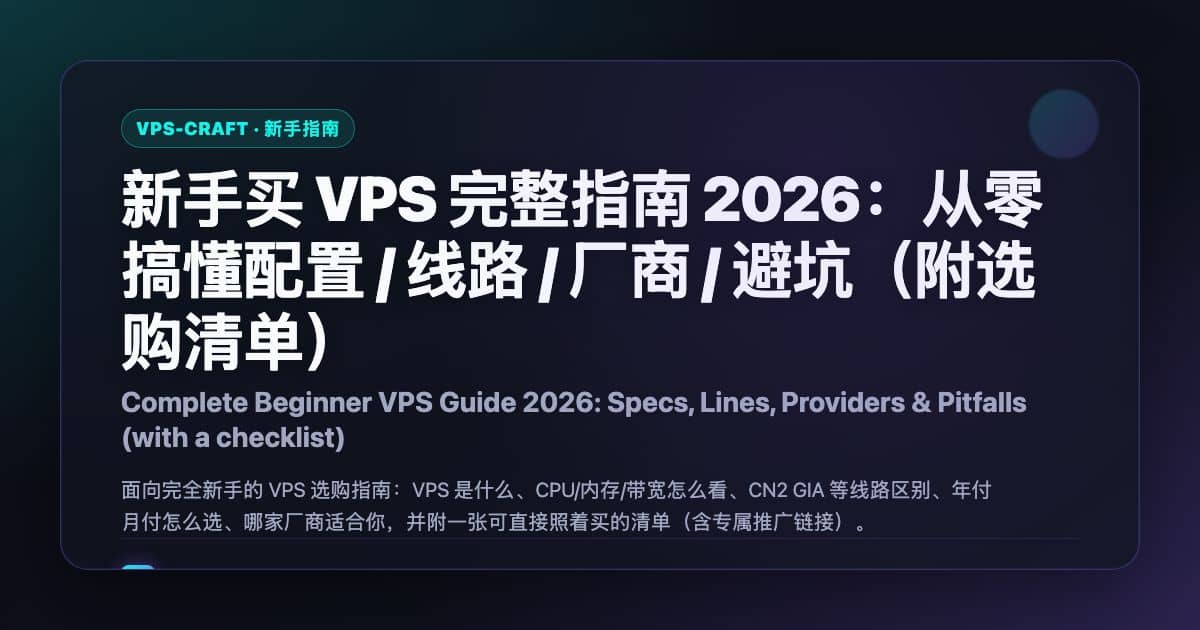 VPS-CRAFT · 新手指南
新手买 VPS 完整指南 2026：从零
搞懂配置 / 线路 / 厂商 / 避坑（附选
购清单）
Complete Beginner VPS Guide 2026: Specs, Lines, Providers & Pitfalls
(with a checklist)
面向完全新手的 VPS 选购指南：VPS 是什么、CPU/内存/带宽怎么看、CN2 GIA 等线路区别、年付
月付怎么选、哪家厂商适合你，并附一张可直接照着买的清单（含专属推广链接）。